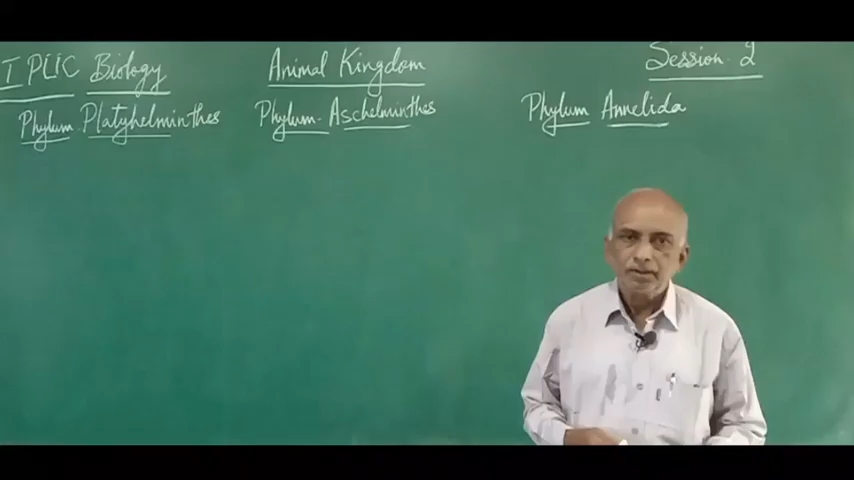 I PUC Biology Animal Kingdom Session - 2
Phylum Platyhelminthes Phylum - Aschelminthes Phylum Annelida